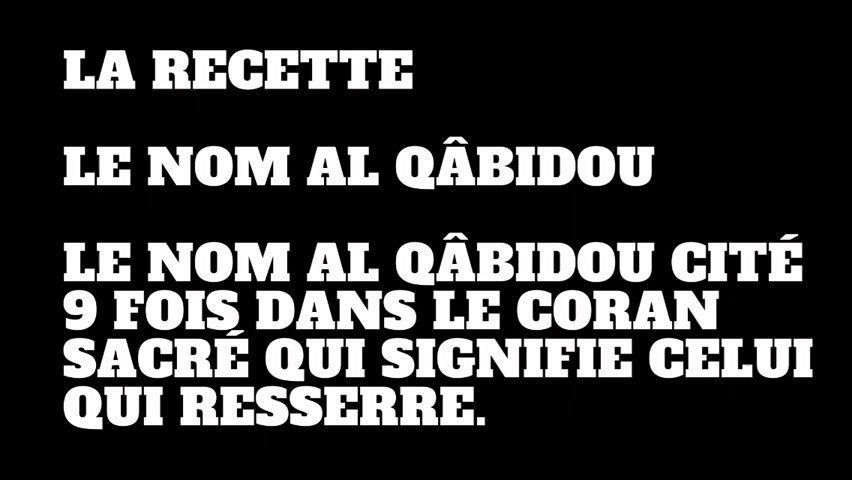 LA RECETTE
LE NOM AL QÂBIDOU
LE NOM AL QÂBIDOU CITÉ
9 FOIS DANS LE CORAN
SACRÉ QUI SIGNIFIE CELUI
QUI RESSERRE.